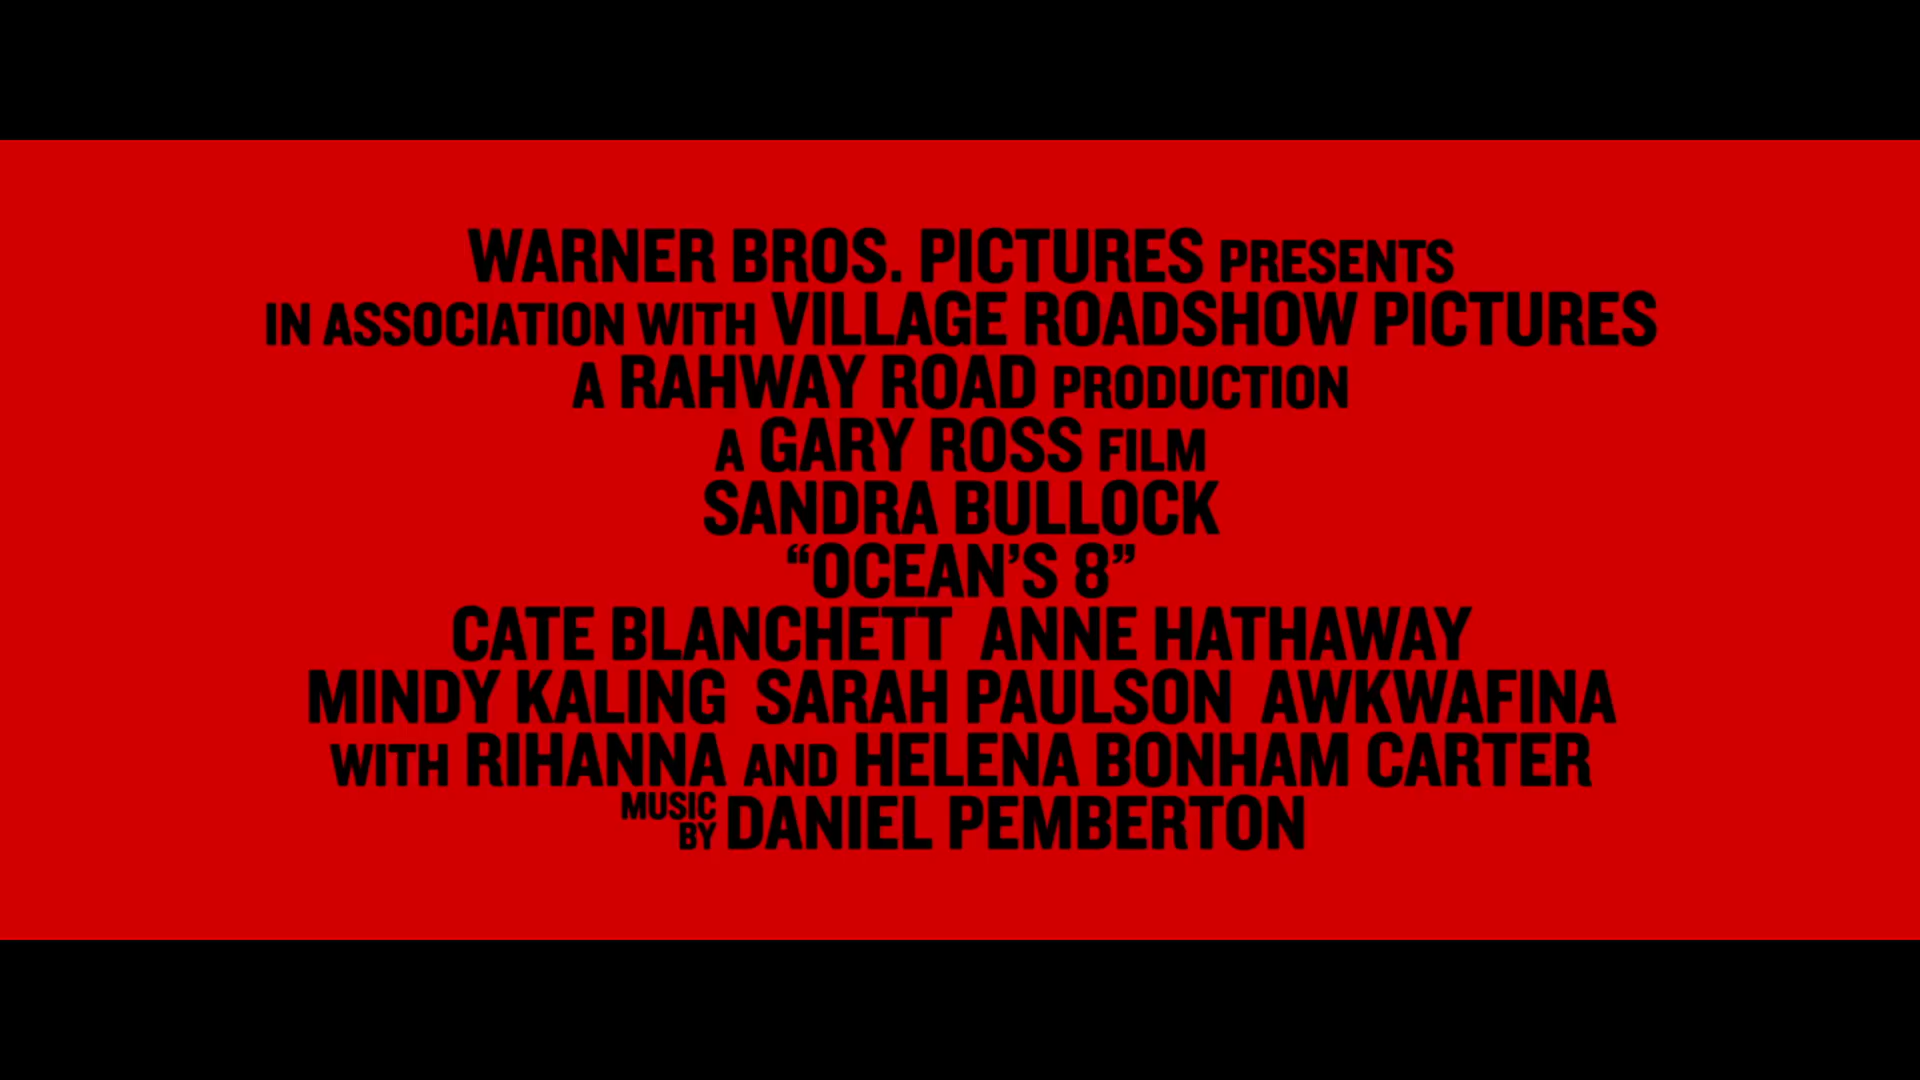 WARNER BROS. PICTURES PRESENTS
IN ASSOCIATION WITH VILLAGE ROADSHOW PICTURES
A RAHWAY ROAD PRODUCTION
A GARY ROSS FILM
SANDRA BULLOCK
“OCEAN’S 8”
CATE BLANCHETT ANNE HATHAWAY
MINDY KALING SARAH PAULSON AWKWAFINA
WITH RIHANNA AND HELENA BONHAM CARTER
MUSIC BY DANIEL PEMBERTON